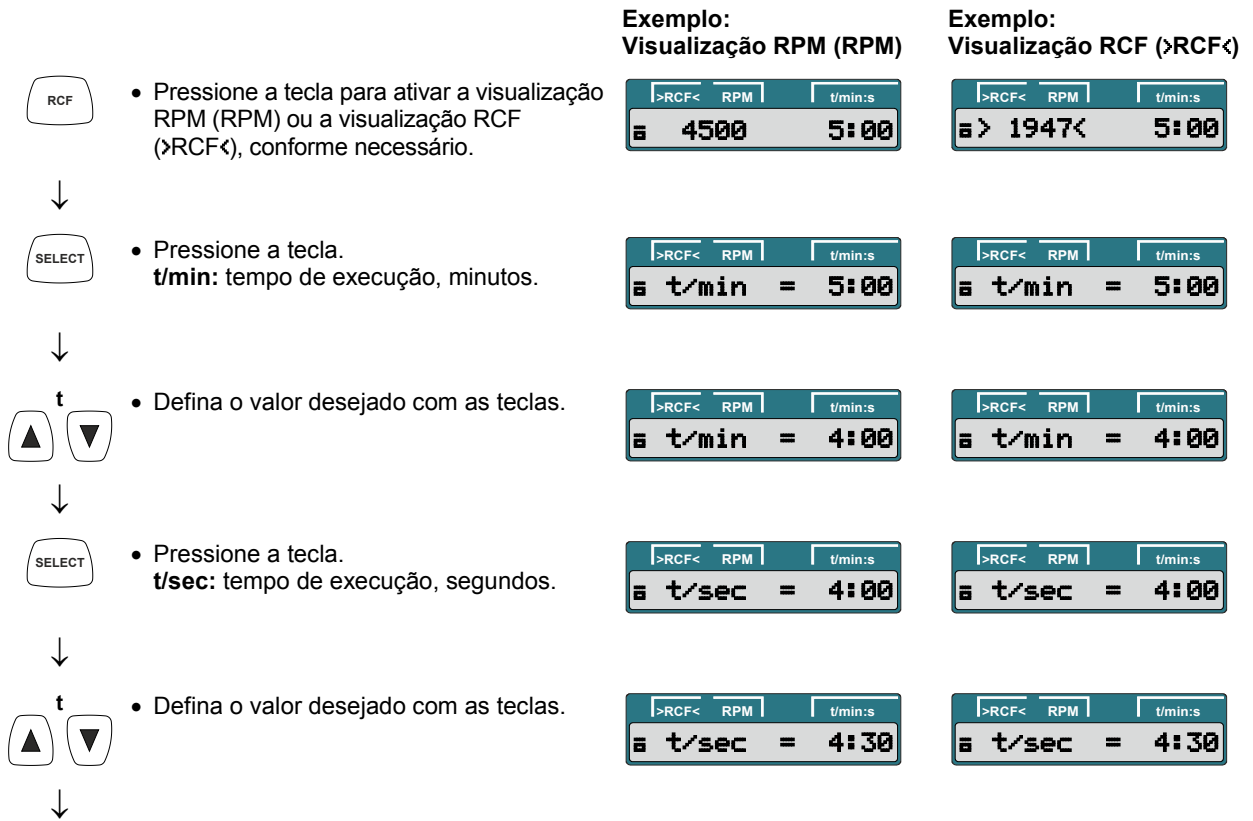 Exemplo:
Visualização RPM (RPM)
Exemplo:
Visualização RCF (>RCF<)
RCF
• Pressione a tecla para ativar a visualização
RPM (RPM) ou a visualização RCF
(>RCF<), conforme necessário.
>RCF< RPM t/min:s
4500 5:00
>RCF< RPM t/min:s
> 1947< 5:00
↓
SELECT
• Pressione a tecla.
t/min: tempo de execução, minutos.
>RCF< RPM t/min:s
t/min = 5:00
>RCF< RPM t/min:s
t/min = 5:00
↓
t
▲ ▼
• Defina o valor desejado com as teclas.
>RCF< RPM t/min:s
t/min = 4:00
>RCF< RPM t/min:s
t/min = 4:00
↓
SELECT
• Pressione a tecla.
t/sec: tempo de execução, segundos.
>RCF< RPM t/min:s
t/sec = 4:00
>RCF< RPM t/min:s
t/sec = 4:00
↓
t
▲ ▼
• Defina o valor desejado com as teclas.
>RCF< RPM t/min:s
t/sec = 4:30
>RCF< RPM t/min:s
t/sec = 4:30
↓